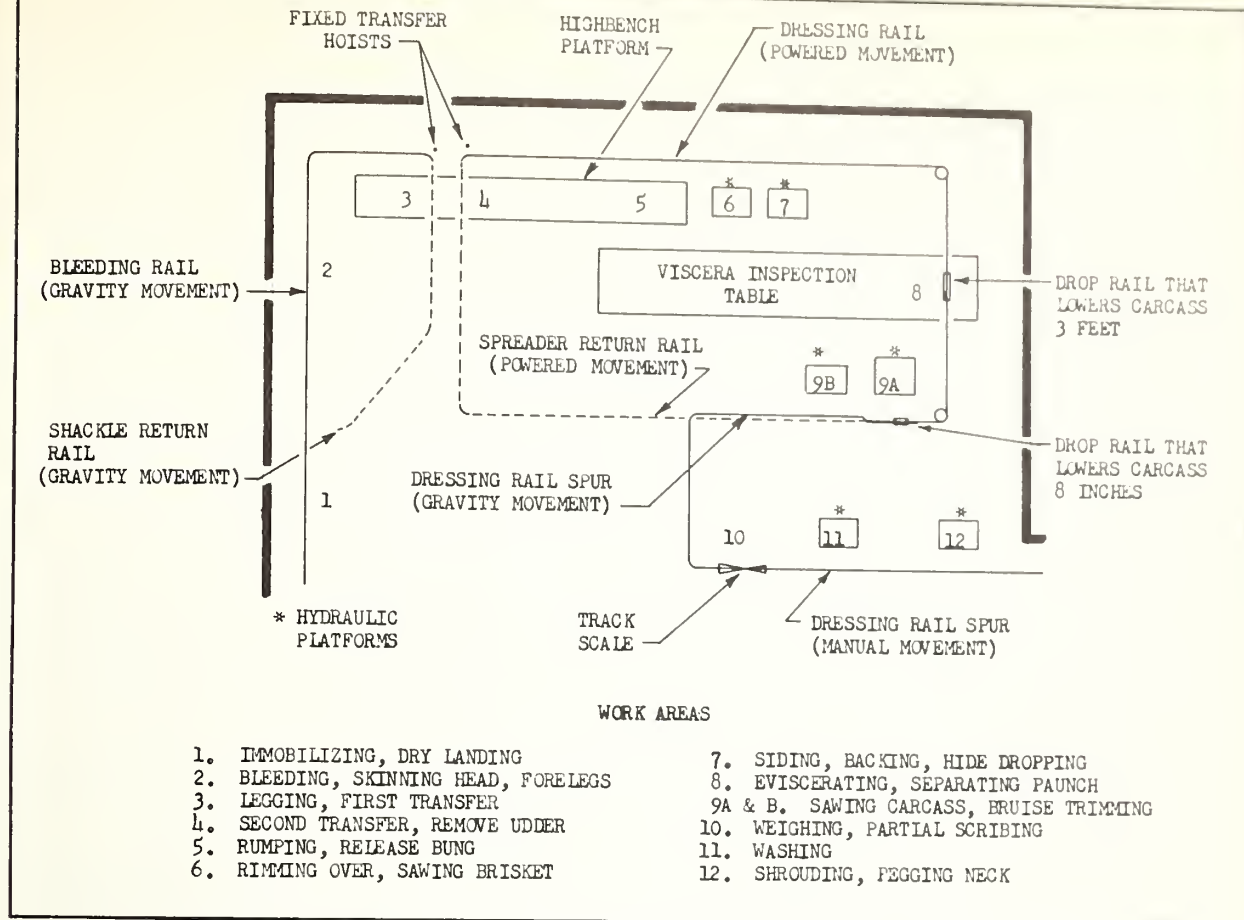 FIXED TRANSFER
HOISTS
HIGHBENCH
PLATFORM
DRESSING RAIL
(POWERED MOVEMENT)
3
4
5
*
6
*
7
BLEEDING RAIL
(GRAVITY MOVEMENT)
2
VISCERA INSPECTION
TABLE
8
DROP RAIL THAT
LOWERS CARCASS
3 FEET
SPREADER RETURN RAIL
(POWERED MOVEMENT)
*
9B
*
9A
SHACKLE RETURN
RAIL
(GRAVITY MOVEMENT)
DRESSING RAIL SPUR
(GRAVITY MOVEMENT)
DROP RAIL THAT
LOWERS CARCASS
8 INCHES
1
10
*
11
*
12
* HYDRAULIC
PLATFORMS
TRACK
SCALE
DRESSING RAIL SPUR
(MANUAL MOVEMENT)
WORK AREAS
1. IMMOBILIZING, DRY LANDING
2. BLEEDING, SKINNING HEAD, FORELEGS
3. LEGGING, FIRST TRANSFER
4. SECOND TRANSFER, REMOVE UDDER
5. RUMPING, RELEASE BUNG
6. RIMMING OVER, SAWING BRISKET
7. SIDING, BACKING, HIDE DROPPING
8. EVISCERATING, SEPARATING PAUNCH
9A & B. SAWING CARCASS, BRUISE TRIMMING
10. WEIGHING, PARTIAL SCRIBING
11. WASHING
12. SHROUDING, PEGGING NECK